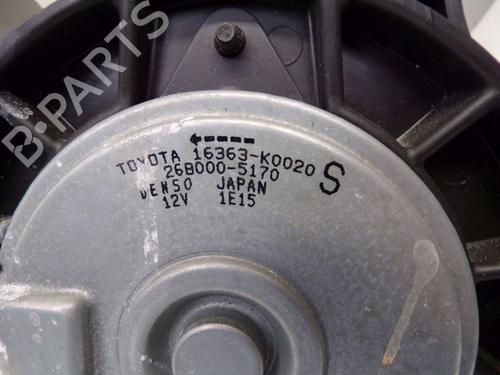 B-PARTS
TOYOTA 16363-K0020 S
268000-5170
DENSO JAPAN
12V 1E15